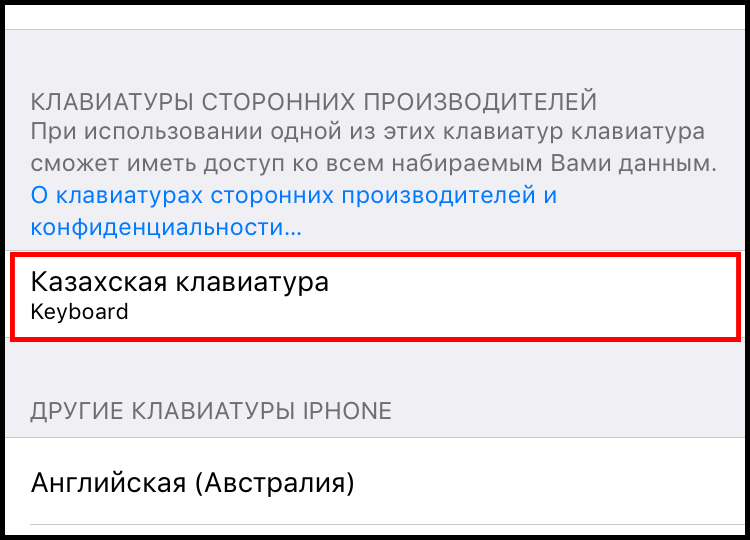 КЛАВИАТУРЫ СТОРОННИХ ПРОИЗВОДИТЕЛЕЙ
При использовании одной из этих клавиатур клавиатура
сможет иметь доступ ко всем набираемым Вами данным.
О клавиатурах сторонних производителей и
конфиденциальности...
Казахская клавиатура
Keyboard
ДРУГИЕ КЛАВИАТУРЫ IPHONE
Английская (Австралия)